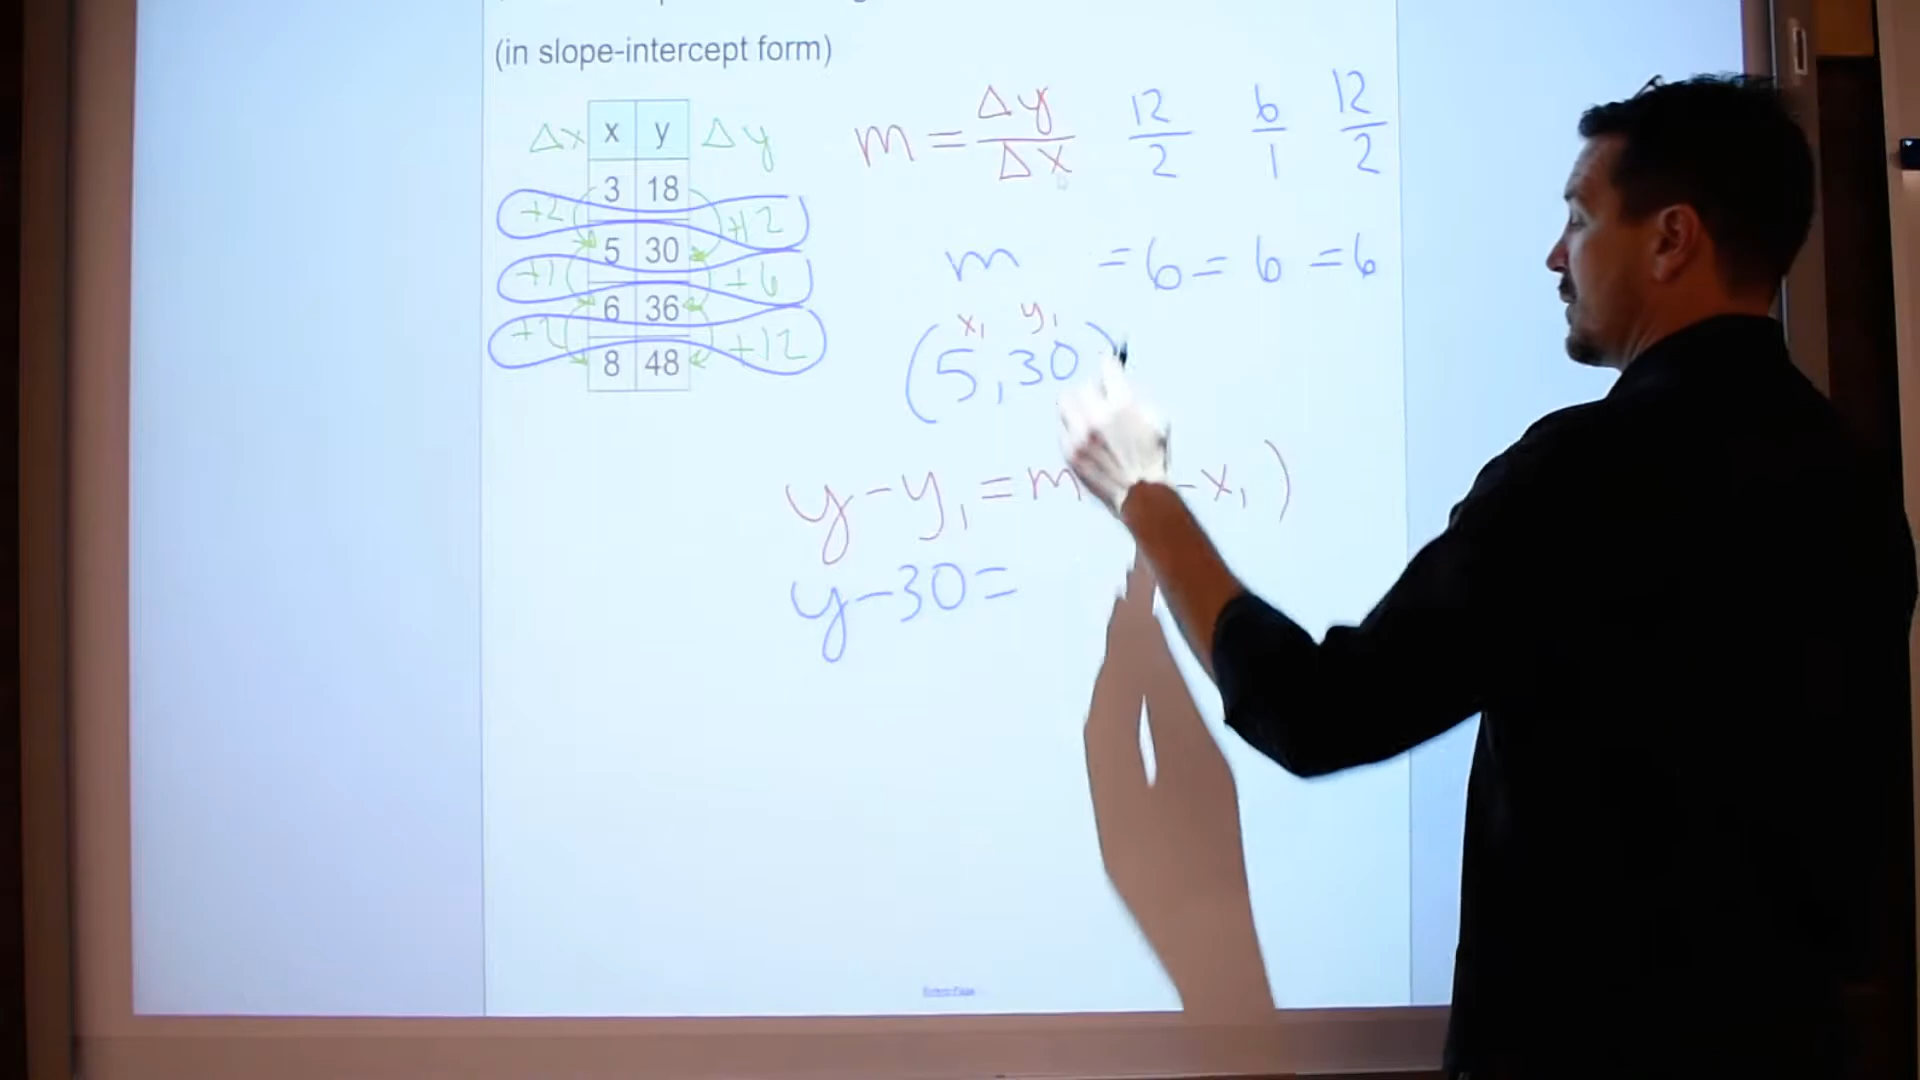 (in slope-intercept form)
Δx x y Δy
3 18
+2 +12
5 30
+1 +6
6 36
+2 +12
8 48
m = Δy/Δx 12/2 6/1 12/2
m = 6 = 6 = 6
x₁ y₁
(5, 30)
y - y₁ = m - x₁)
y - 30 =